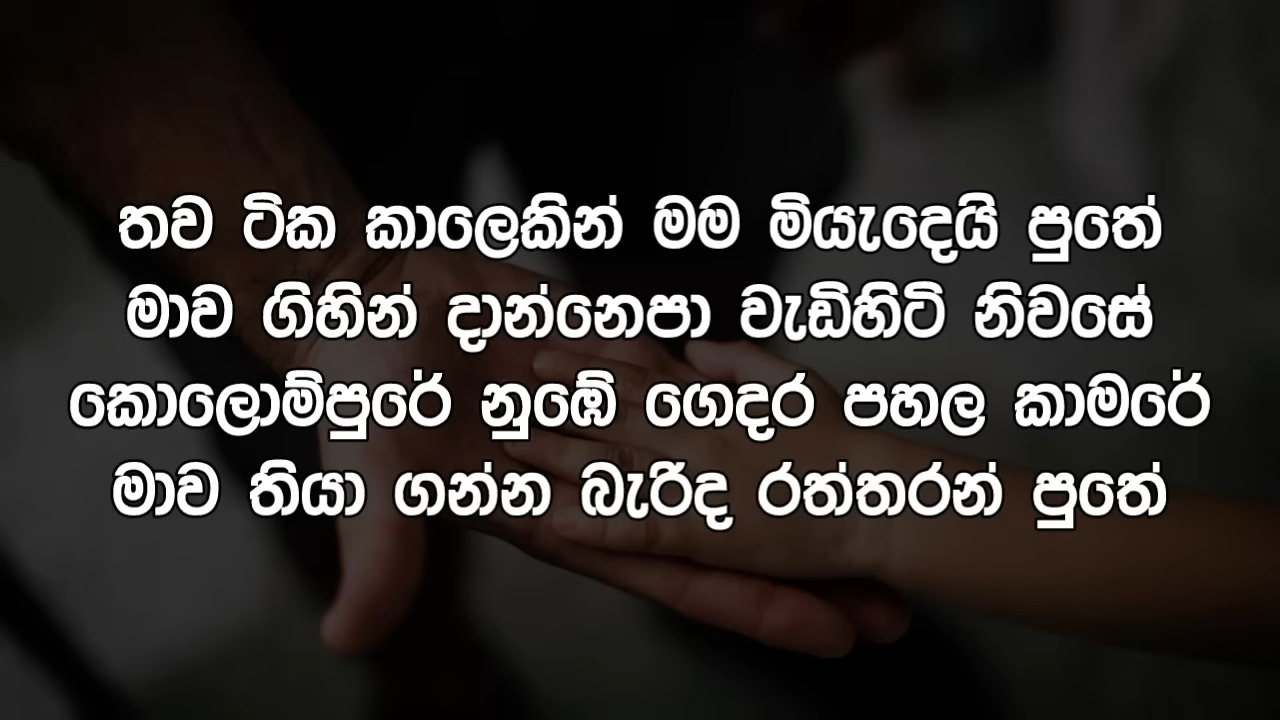 තව ටික කාලෙකින් මම මියැදෙයි පුතේ
මාව ගිහින් දාන්නෙපා වැඩිහිටි නිවසේ
කොලොම්පුරේ නුඹේ ගෙදර පහල කාමරේ
මාව තියා ගන්න බැරිද රත්තරන් පුතේ